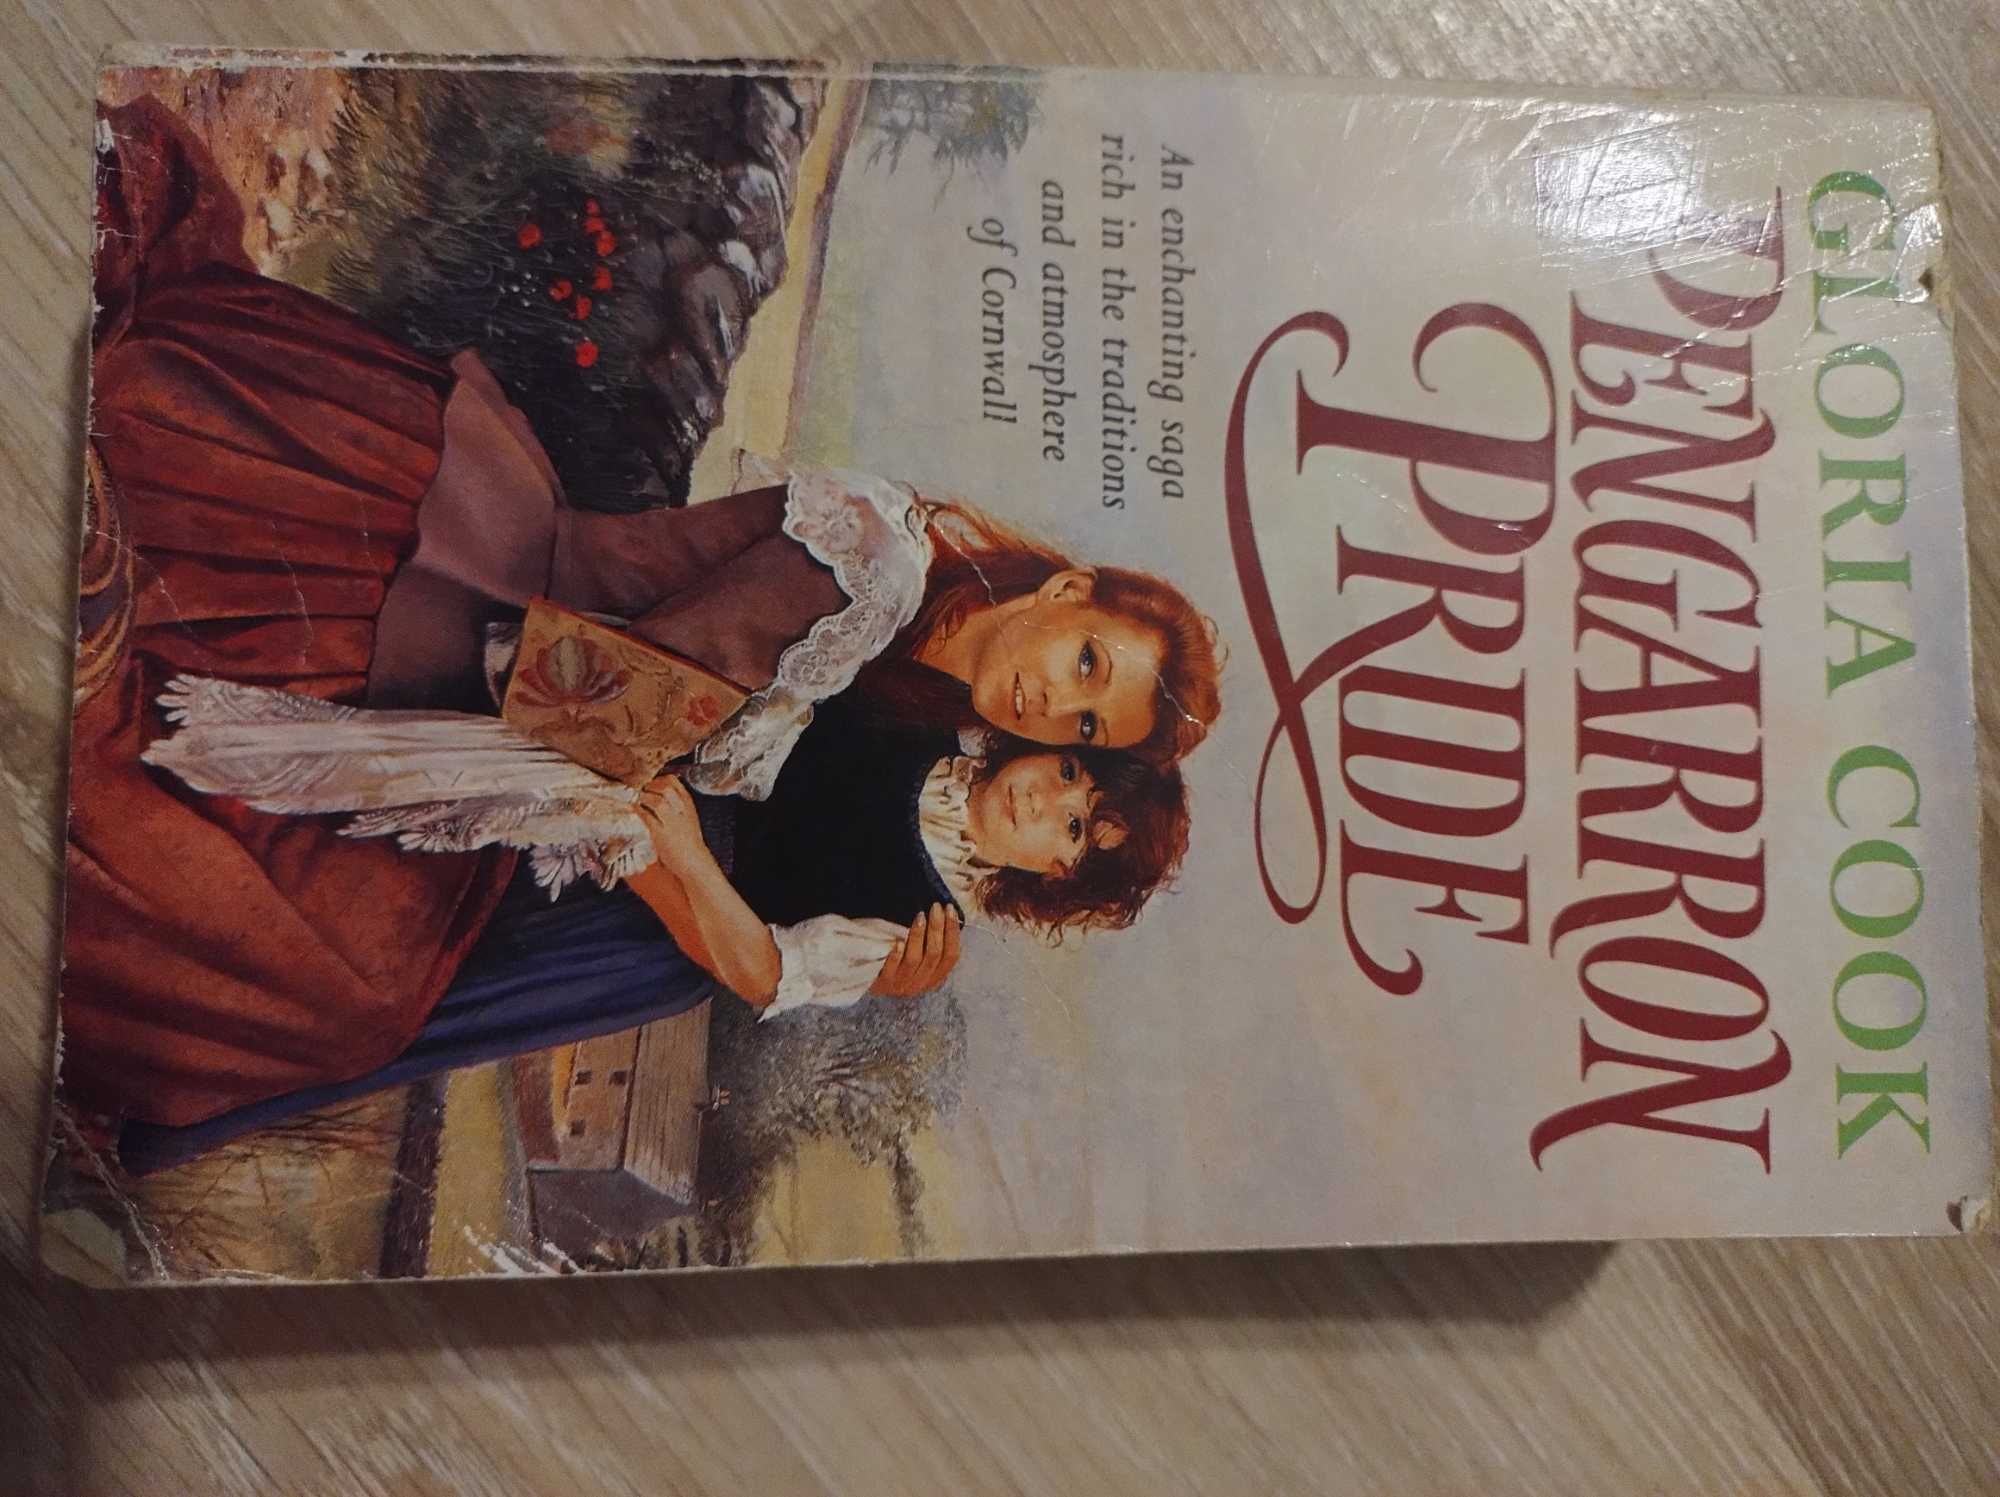 GLORIA COOK
PENGARRON
PRIDE
An enchanting saga
rich in the traditions
and atmosphere
of Cornwall